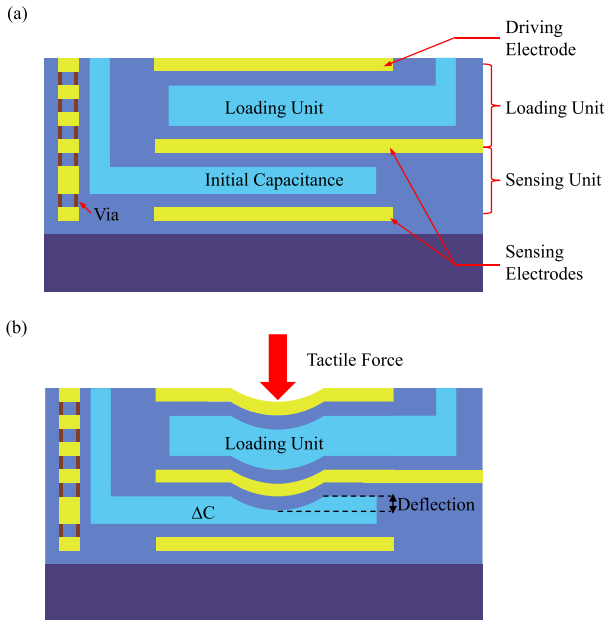 (a)
Driving
Electrode
Loading Unit
Loading Unit
Initial Capacitance
Sensing Unit
Via
Sensing
Electrodes
(b)
Tactile Force
Loading Unit
ΔC
Deflection